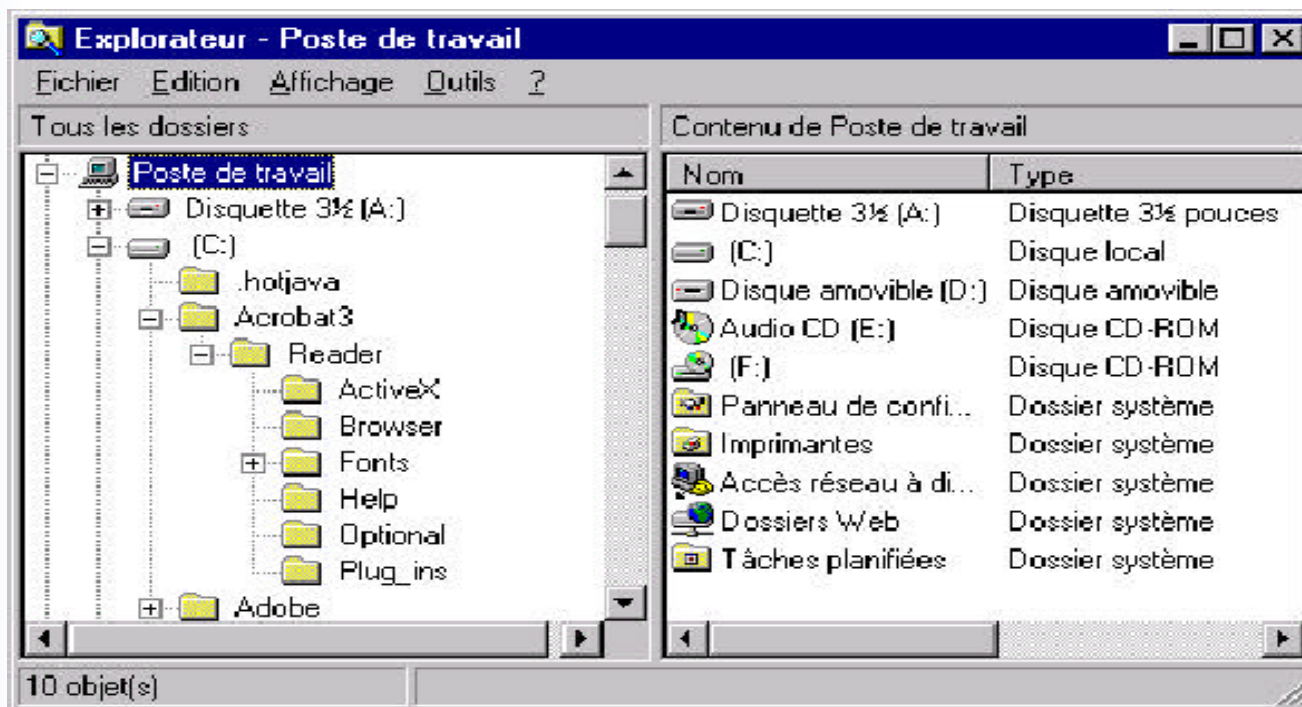 Explorateur - Poste de travail
Fichier Edition Affichage Outils ?
Tous les dossiers
Poste de travail
Disquette 3½ (A:)
(C:)
.hotjava
Acrobat3
Reader
ActiveX
Browser
Fonts
Help
Optional
Plug_ins
Adobe
Contenu de Poste de travail
Nom Type
Disquette 3½ (A:) Disquette 3½ pouces
(C:) Disque local
Disque amovible (D:) Disque amovible
Audio CD (E:) Disque CD-ROM
(F:) Disque CD-ROM
Panneau de confi... Dossier système
Imprimantes Dossier système
Accès réseau à di... Dossier système
Dossiers Web Dossier système
Tâches planifiées Dossier système
10 objet(s)